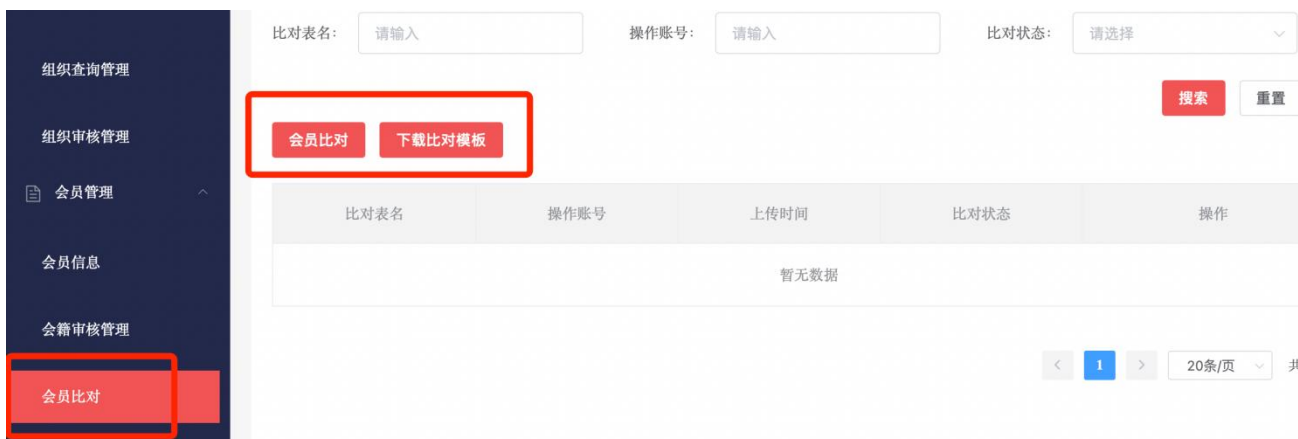 组织查询管理
组织审核管理
会员管理
会员信息
会籍审核管理
会员比对
比对表名： 请输入 操作账号： 请输入 比对状态： 请选择
搜索 重置
会员比对 下载比对模板
比对表名 操作账号 上传时间 比对状态 操作
暂无数据
< 1 > 20条/页